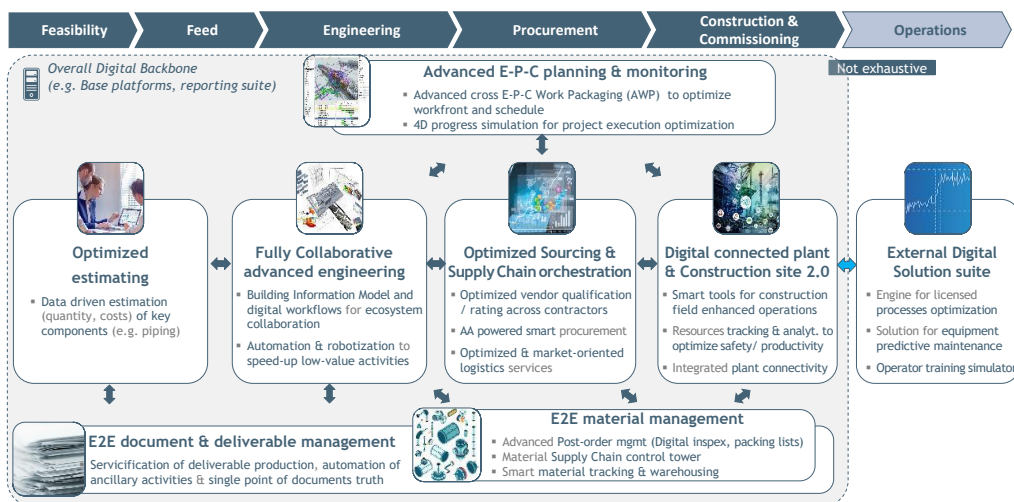 Feasibility
Feed
Engineering
Procurement
Construction &
Commissioning
Operations
Overall Digital Backbone
(e.g. Base platforms, reporting suite)
Not exhaustive
Advanced E-P-C planning & monitoring
▪ Advanced cross E-P-C Work Packaging (AWP) to optimize
workfront and schedule
▪ 4D progress simulation for project execution optimization
Optimized
estimating
▪ Data driven estimation
(quantity, costs) of key
components (e.g. piping)
Fully Collaborative
advanced engineering
▪ Building Information Model and
digital workflows for ecosystem
collaboration
▪ Automation & robotization to
speed-up low-value activities
Optimized Sourcing &
Supply Chain orchestration
▪ Optimized vendor qualification
/ rating across contractors
▪ AA powered smart procurement
▪ Optimized & market-oriented
logistics services
Digital connected plant
& Construction site 2.0
▪ Smart tools for construction
field enhanced operations
▪ Resources tracking & analyt. to
optimize safety/ productivity
▪ Integrated plant connectivity
External Digital
Solution suite
▪ Engine for licensed
processes optimization
▪ Solution for equipment
predictive maintenance
▪ Operator training simulator
E2E document & deliverable management
Servicification of deliverable production, automation of
ancillary activities & single point of documents truth
E2E material management
▪ Advanced Post-order mgmt (Digital inspex, packing lists)
▪ Material Supply Chain control tower
▪ Smart material tracking & warehousing